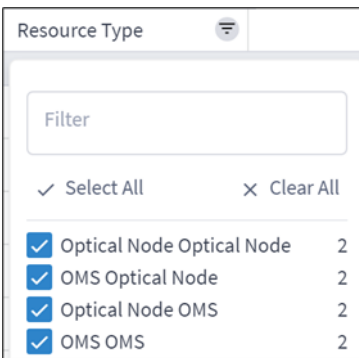 Resource Type
Filter
Select All Clear All
Optical Node Optical Node 2
OMS Optical Node 2
Optical Node OMS 2
OMS OMS 2